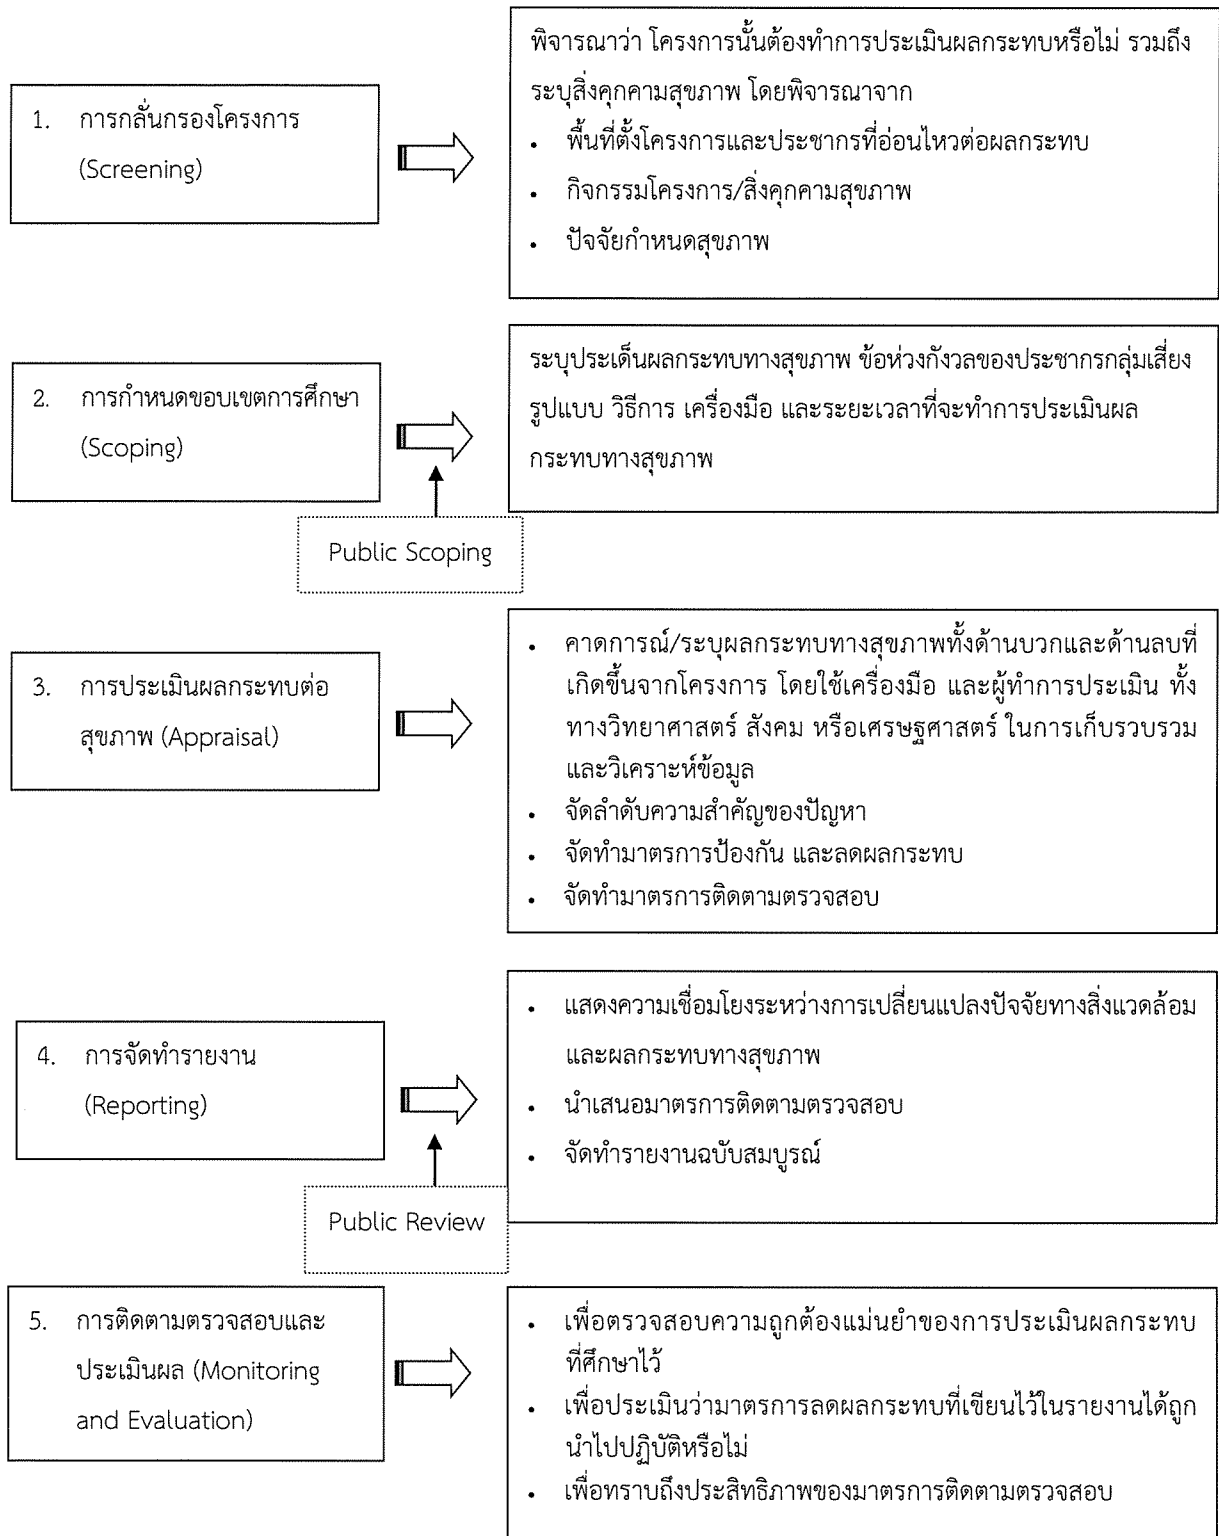 1. การกลั่นกรองโครงการ
(Screening)
พิจารณาว่า โครงการนั้นต้องทำการประเมินผลกระทบหรือไม่ รวมถึง
ระบุสิ่งคุกคามสุขภาพ โดยพิจารณาจาก
• พื้นที่ตั้งโครงการและประชากรที่อ่อนไหวต่อผลกระทบ
• กิจกรรมโครงการ/สิ่งคุกคามสุขภาพ
• ปัจจัยกำหนดสุขภาพ
2. การกำหนดขอบเขตการศึกษา
(Scoping)
ระบุประเด็นผลกระทบทางสุขภาพ ข้อห่วงกังวลของประชากรกลุ่มเสี่ยง
รูปแบบ วิธีการ เครื่องมือ และระยะเวลาที่จะทำการประเมินผล
กระทบทางสุขภาพ
Public Scoping
3. การประเมินผลกระทบต่อ
สุขภาพ (Appraisal)
• คาดการณ์/ระบุผลกระทบทางสุขภาพทั้งด้านบวกและด้านลบที่
เกิดขึ้นจากโครงการ โดยใช้เครื่องมือ และผู้ทำการประเมิน ทั้ง
ทางวิทยาศาสตร์ สังคม หรือเศรษฐศาสตร์ ในการเก็บรวบรวม
และวิเคราะห์ข้อมูล
• จัดลำดับความสำคัญของปัญหา
• จัดทำมาตรการป้องกัน และลดผลกระทบ
• จัดทำมาตรการติดตามตรวจสอบ
4. การจัดทำรายงาน
(Reporting)
• แสดงความเชื่อมโยงระหว่างการเปลี่ยนแปลงปัจจัยทางสิ่งแวดล้อม
และผลกระทบทางสุขภาพ
• นำเสนอมาตรการติดตามตรวจสอบ
• จัดทำรายงานฉบับสมบูรณ์
Public Review
5. การติดตามตรวจสอบและ
ประเมินผล (Monitoring
and Evaluation)
• เพื่อตรวจสอบความถูกต้องแม่นยำของการประเมินผลกระทบ
ที่ศึกษาไว้
• เพื่อประเมินว่ามาตรการลดผลกระทบที่เขียนไว้ในรายงานได้ถูก
นำไปปฏิบัติหรือไม่
• เพื่อทราบถึงประสิทธิภาพของมาตรการติดตามตรวจสอบ